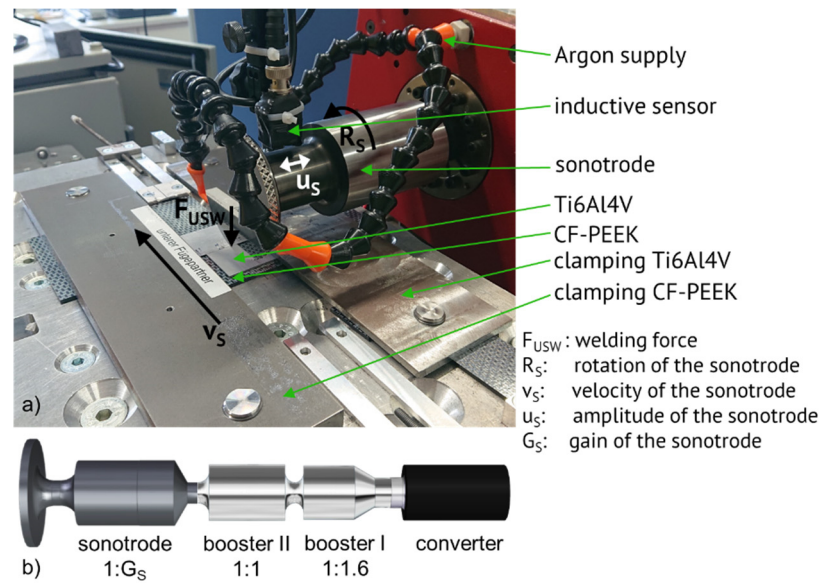 Argon supply
inductive sensor
sonotrode
Ti6Al4V
CF-PEEK
clamping Ti6Al4V
clamping CF-PEEK
R_S
u_S
F_USW
unterer Fügepartner
v_S
F_USW: welding force
R_S: rotation of the sonotrode
v_S: velocity of the sonotrode
u_S: amplitude of the sonotrode
G_S: gain of the sonotrode
a)
sonotrode booster II booster I converter
b) 1:G_S 1:1 1:1.6